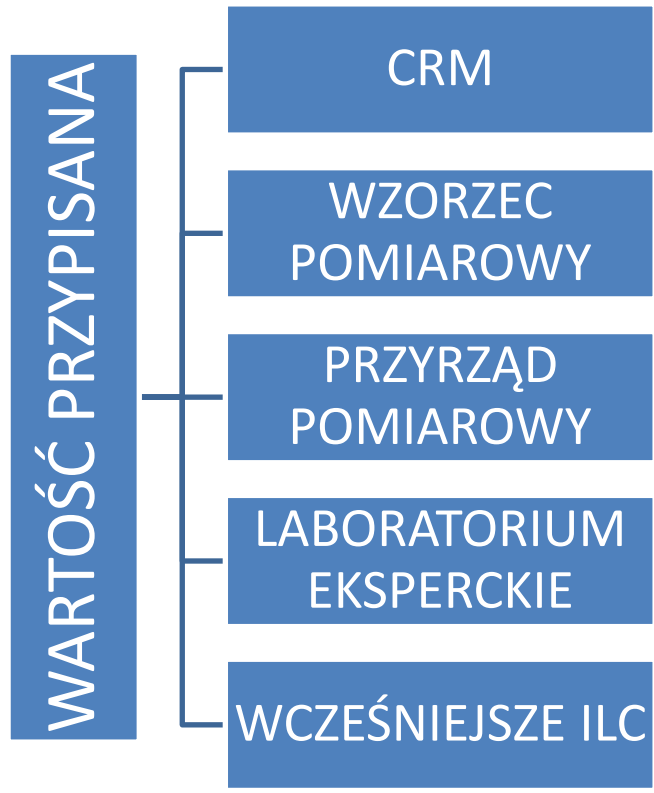 WARTOŚĆ PRZYPISANA
CRM
WZORZEC
POMIAROWY
PRZYRZĄD
POMIAROWY
LABORATORIUM
EKSPERCKIE
WCZEŚNIEJSZE ILC